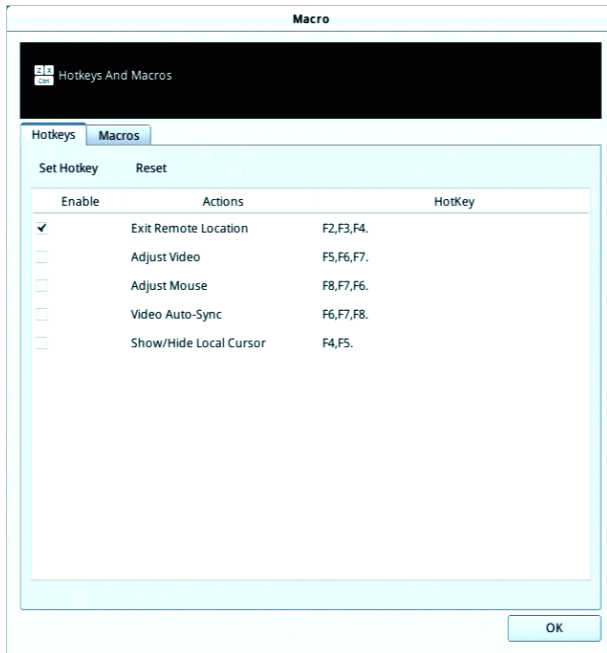 Macro
Z X
Ctrl
Hotkeys And Macros
Hotkeys Macros
Set Hotkey Reset
Enable Actions HotKey
Exit Remote Location F2,F3,F4.
Adjust Video F5,F6,F7.
Adjust Mouse F8,F7,F6.
Video Auto-Sync F6,F7,F8.
Show/Hide Local Cursor F4,F5.
OK